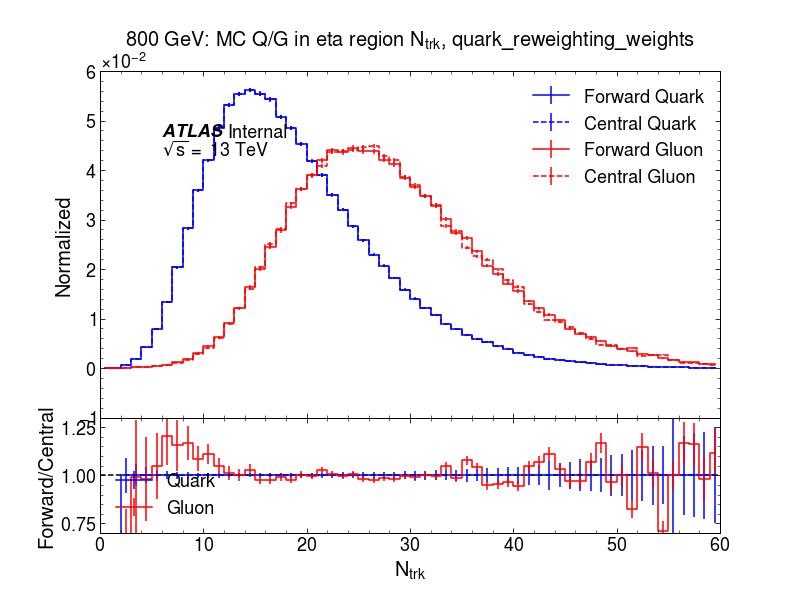 800 GeV: MC Q/G in eta region N_trk, quark_reweighting_weights
×10⁻²
6
5
4
3
2
1
0
−1
Normalized
ATLAS Internal
√s = 13 TeV
Forward Quark
Central Quark
Forward Gluon
Central Gluon
1.25
1.00
0.75
Forward/Central
Quark
Gluon
0 10 20 30 40 50 60
N_trk